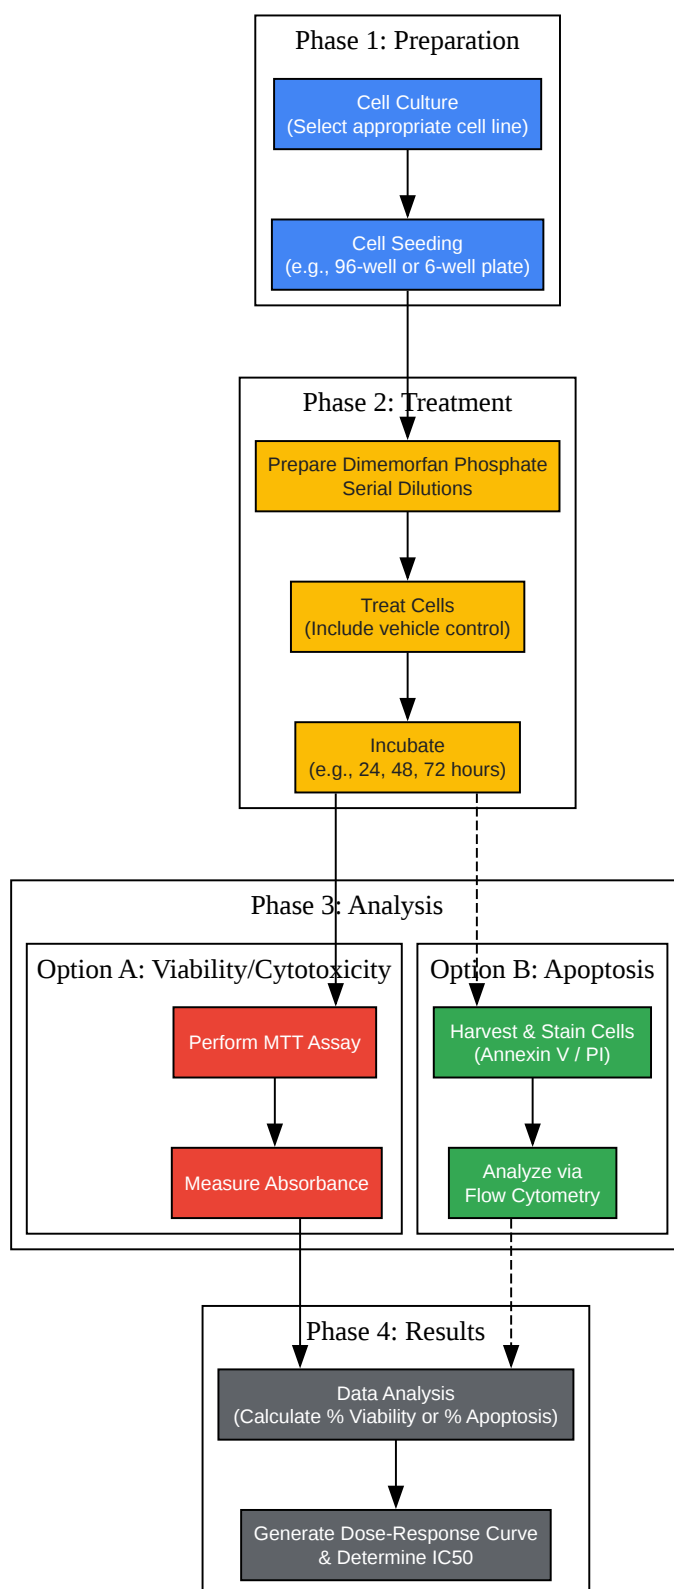 Phase 1: Preparation
Cell Culture
(Select appropriate cell line)
Cell Seeding
(e.g., 96-well or 6-well plate)
Phase 2: Treatment
Prepare Dimemorfan Phosphate
Serial Dilutions
Treat Cells
(Include vehicle control)
Incubate
(e.g., 24, 48, 72 hours)
Phase 3: Analysis
Option A: Viability/Cytotoxicity
Perform MTT Assay
Measure Absorbance
Option B: Apoptosis
Harvest & Stain Cells
(Annexin V / PI)
Analyze via
Flow Cytometry
Phase 4: Results
Data Analysis
(Calculate % Viability or % Apoptosis)
Generate Dose-Response Curve
& Determine IC50